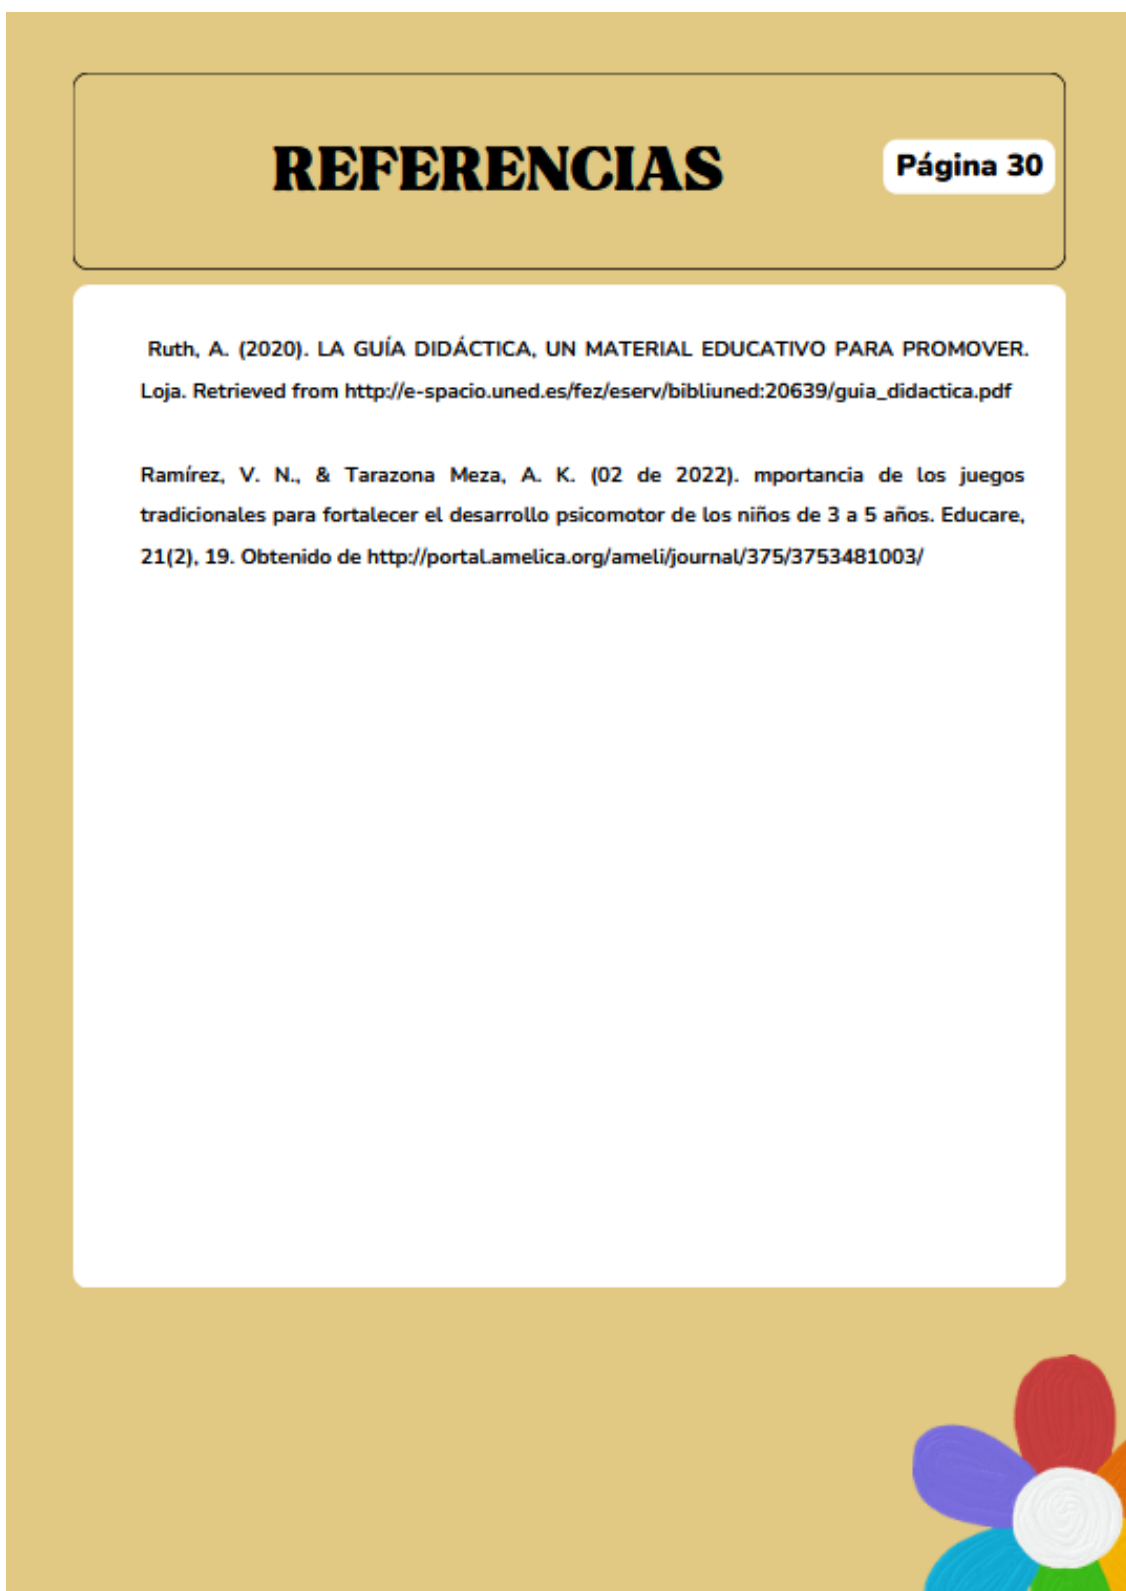 REFERENCIAS
Página 30
Ruth, A. (2020). LA GUÍA DIDÁCTICA, UN MATERIAL EDUCATIVO PARA PROMOVER.
Loja. Retrieved from http://e-spacio.uned.es/fez/eserv/bibliuned:20639/guia_didactica.pdf
Ramírez, V. N., & Tarazona Meza, A. K. (02 de 2022). mportancia de los juegos
tradicionales para fortalecer el desarrollo psicomotor de los niños de 3 a 5 años. Educare,
21(2), 19. Obtenido de http://portal.amelica.org/ameli/journal/375/3753481003/